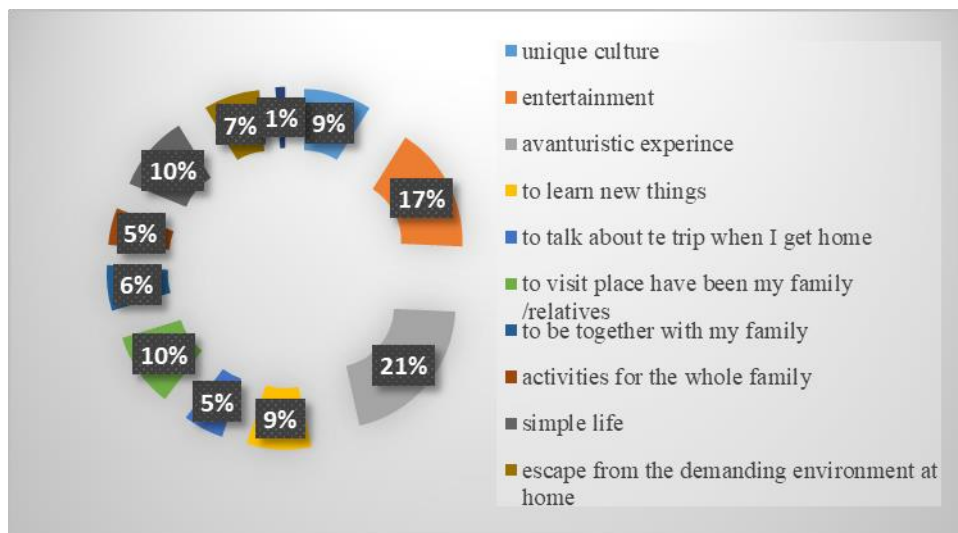 unique culture
entertainment
avanturistic experince
to learn new things
to talk about te trip when I get home
to visit place have been my family
/relatives
to be together with my family
activities for the whole family
simple life
escape from the demanding environment at
home
7%
1%
9%
10%
17%
5%
6%
10%
21%
5%
9%